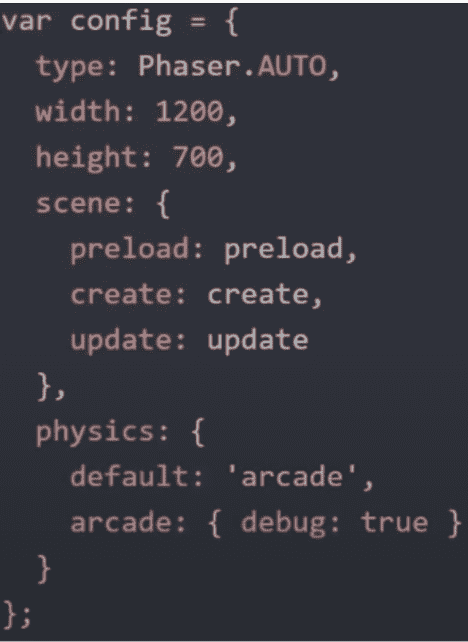 var config = {
  type: Phaser.AUTO,
  width: 1200,
  height: 700,
  scene: {
    preload: preload,
    create: create,
    update: update
  },
  physics: {
    default: 'arcade',
    arcade: { debug: true }
  }
};